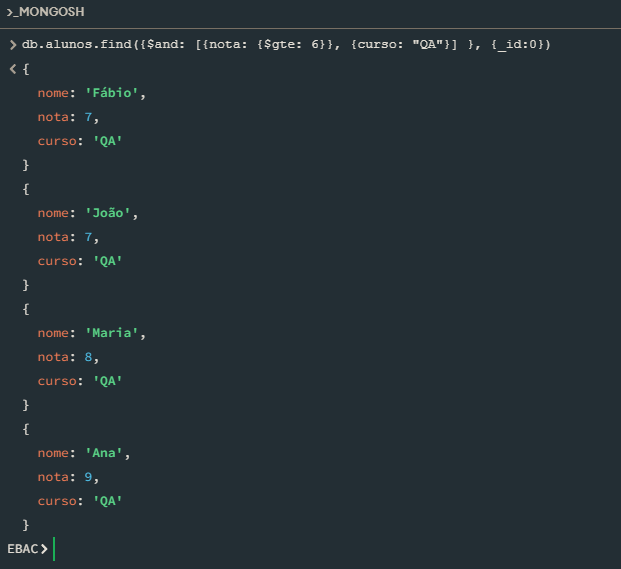 >_MONGOSH
> db.alunos.find({$and: [{nota: {$gte: 6}}, {curso: "QA"}] }, {_id:0})
< {
nome: 'Fábio',
nota: 7,
curso: 'QA'
}
{
nome: 'João',
nota: 7,
curso: 'QA'
}
{
nome: 'Maria',
nota: 8,
curso: 'QA'
}
{
nome: 'Ana',
nota: 9,
curso: 'QA'
}
EBAC>